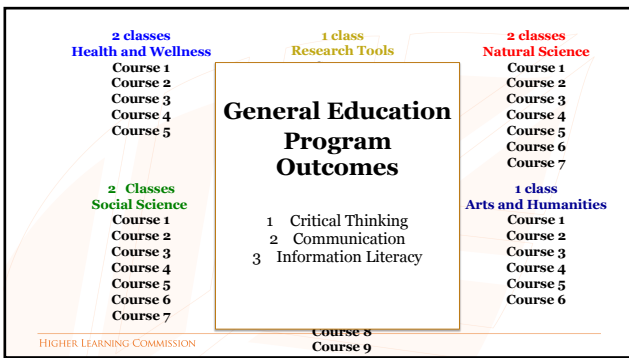 2 classes
Health and Wellness
Course 1
Course 2
Course 3
Course 4
Course 5
1 class
Research Tools
2 classes
Natural Science
Course 1
Course 2
Course 3
Course 4
Course 5
Course 6
Course 7
General Education
Program
Outcomes
1 Critical Thinking
2 Communication
3 Information Literacy
2 Classes
Social Science
Course 1
Course 2
Course 3
Course 4
Course 5
Course 6
Course 7
1 class
Arts and Humanities
Course 1
Course 2
Course 3
Course 4
Course 5
Course 6
Course 8
Course 9
HIGHER LEARNING COMMISSION